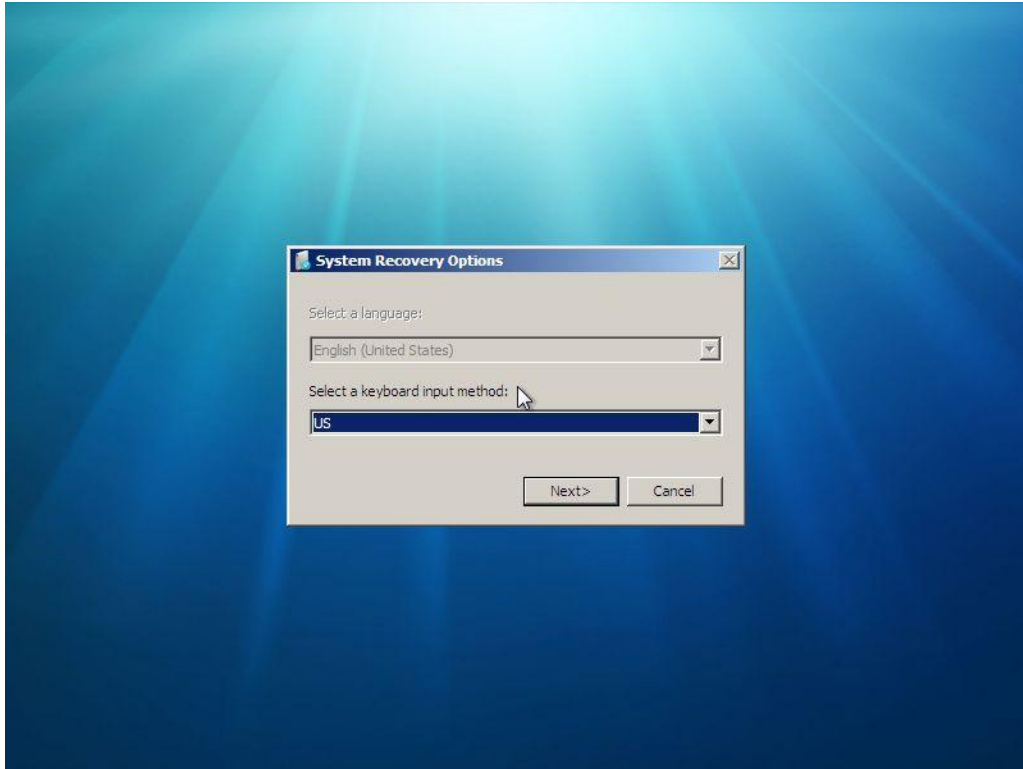 System Recovery Options
Select a language:
English (United States)
Select a keyboard input method:
US
Next> Cancel